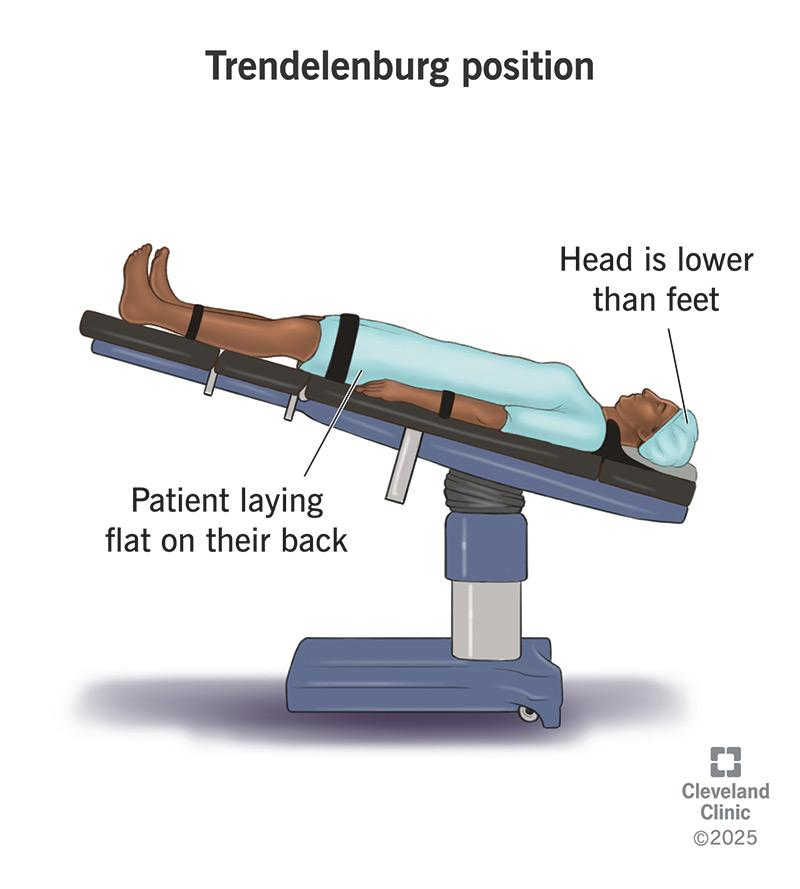 Trendelenburg position
Head is lower
than feet
Patient laying
flat on their back
Cleveland
Clinic
©2025